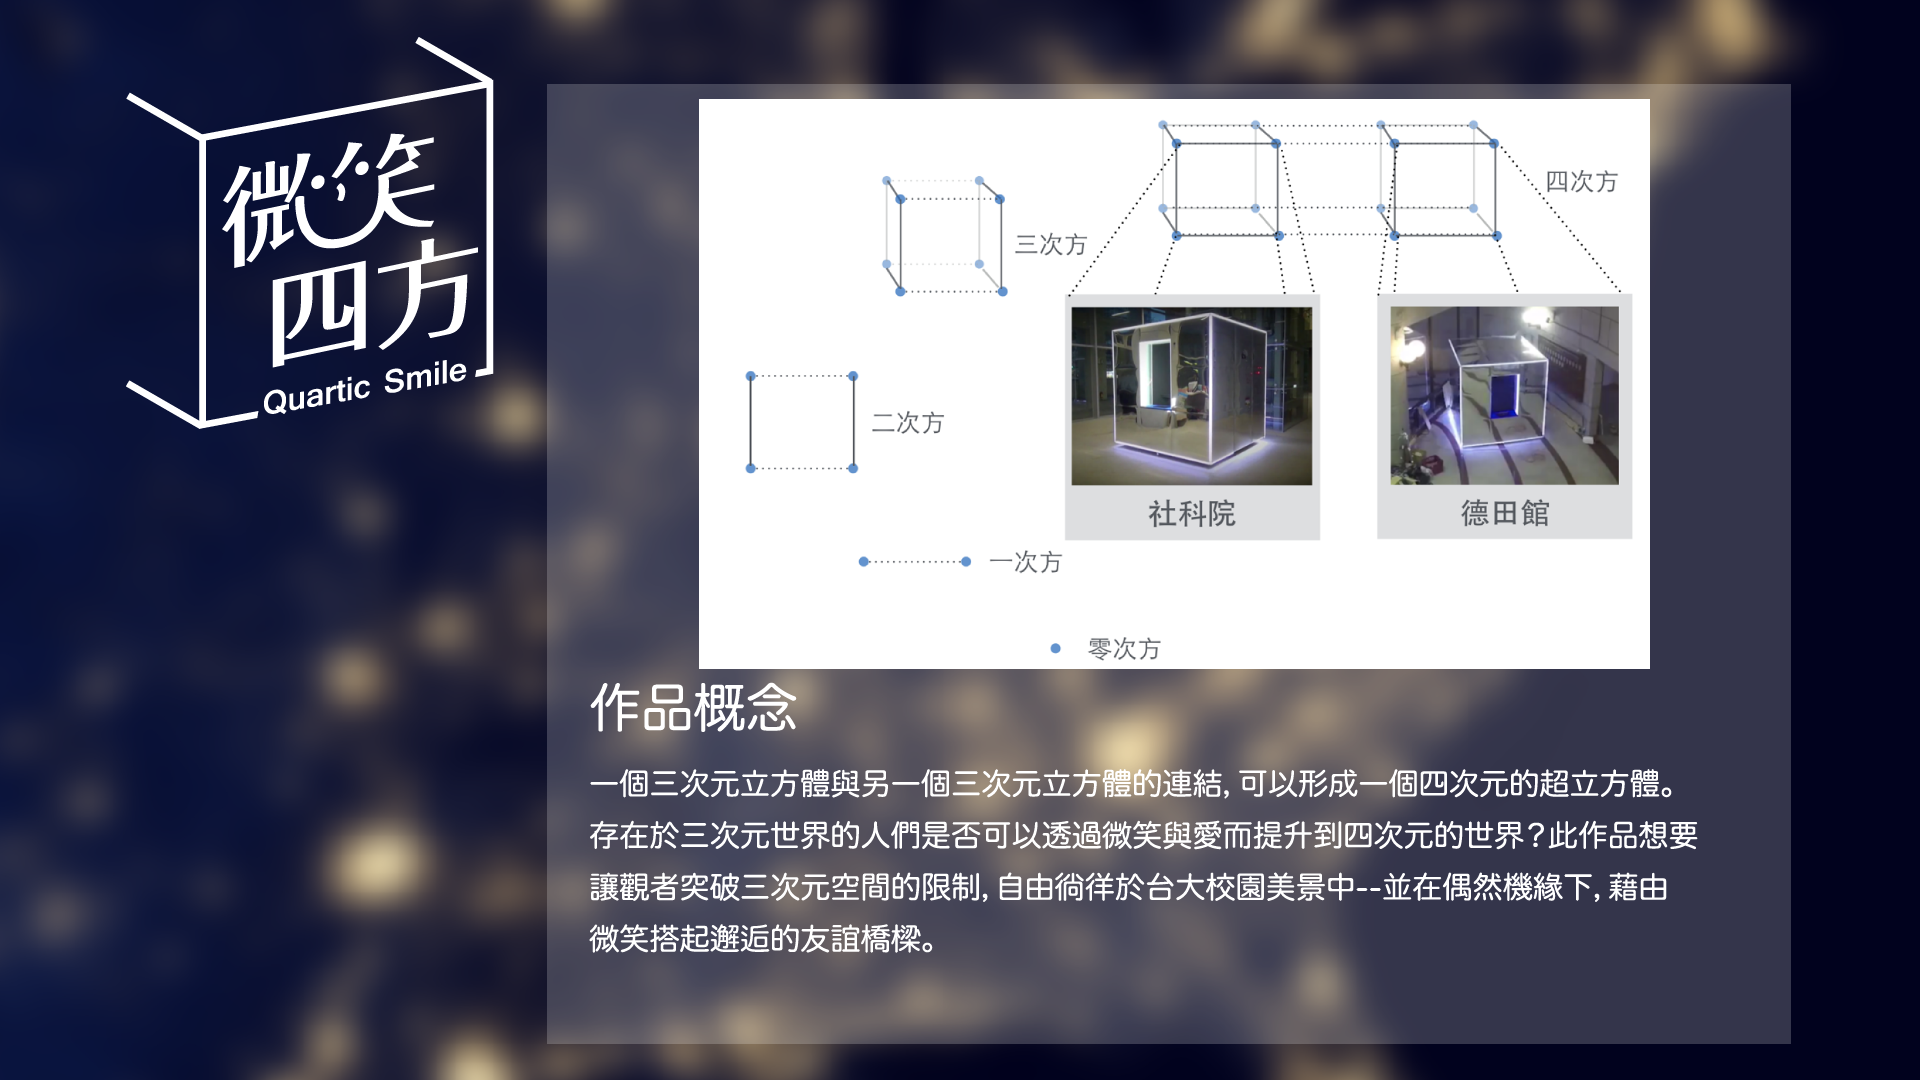 微笑
四方
Quartic Smile
四次方
三次方
二次方
社科院
德田館
一次方
零次方
作品概念
一個三次元立方體與另一個三次元立方體的連結, 可以形成一個四次元的超立方體。
存在於三次元世界的人們是否可以透過微笑與愛而提升到四次元的世界?此作品想要
讓觀者突破三次元空間的限制, 自由徜徉於台大校園美景中--並在偶然機緣下, 藉由
微笑搭起邂逅的友誼橋樑。